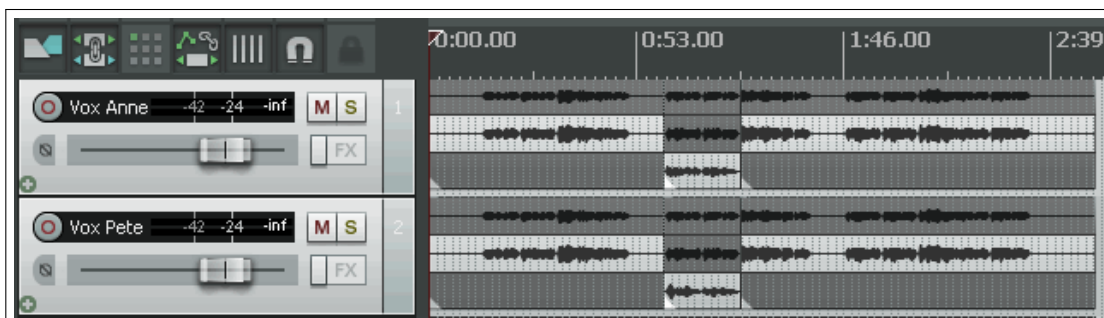 0:00.00 0:53.00 1:46.00 2:39
Vox Anne -42 -24 -inf M S 1
FX
Vox Pete -42 -24 -inf M S 2
FX